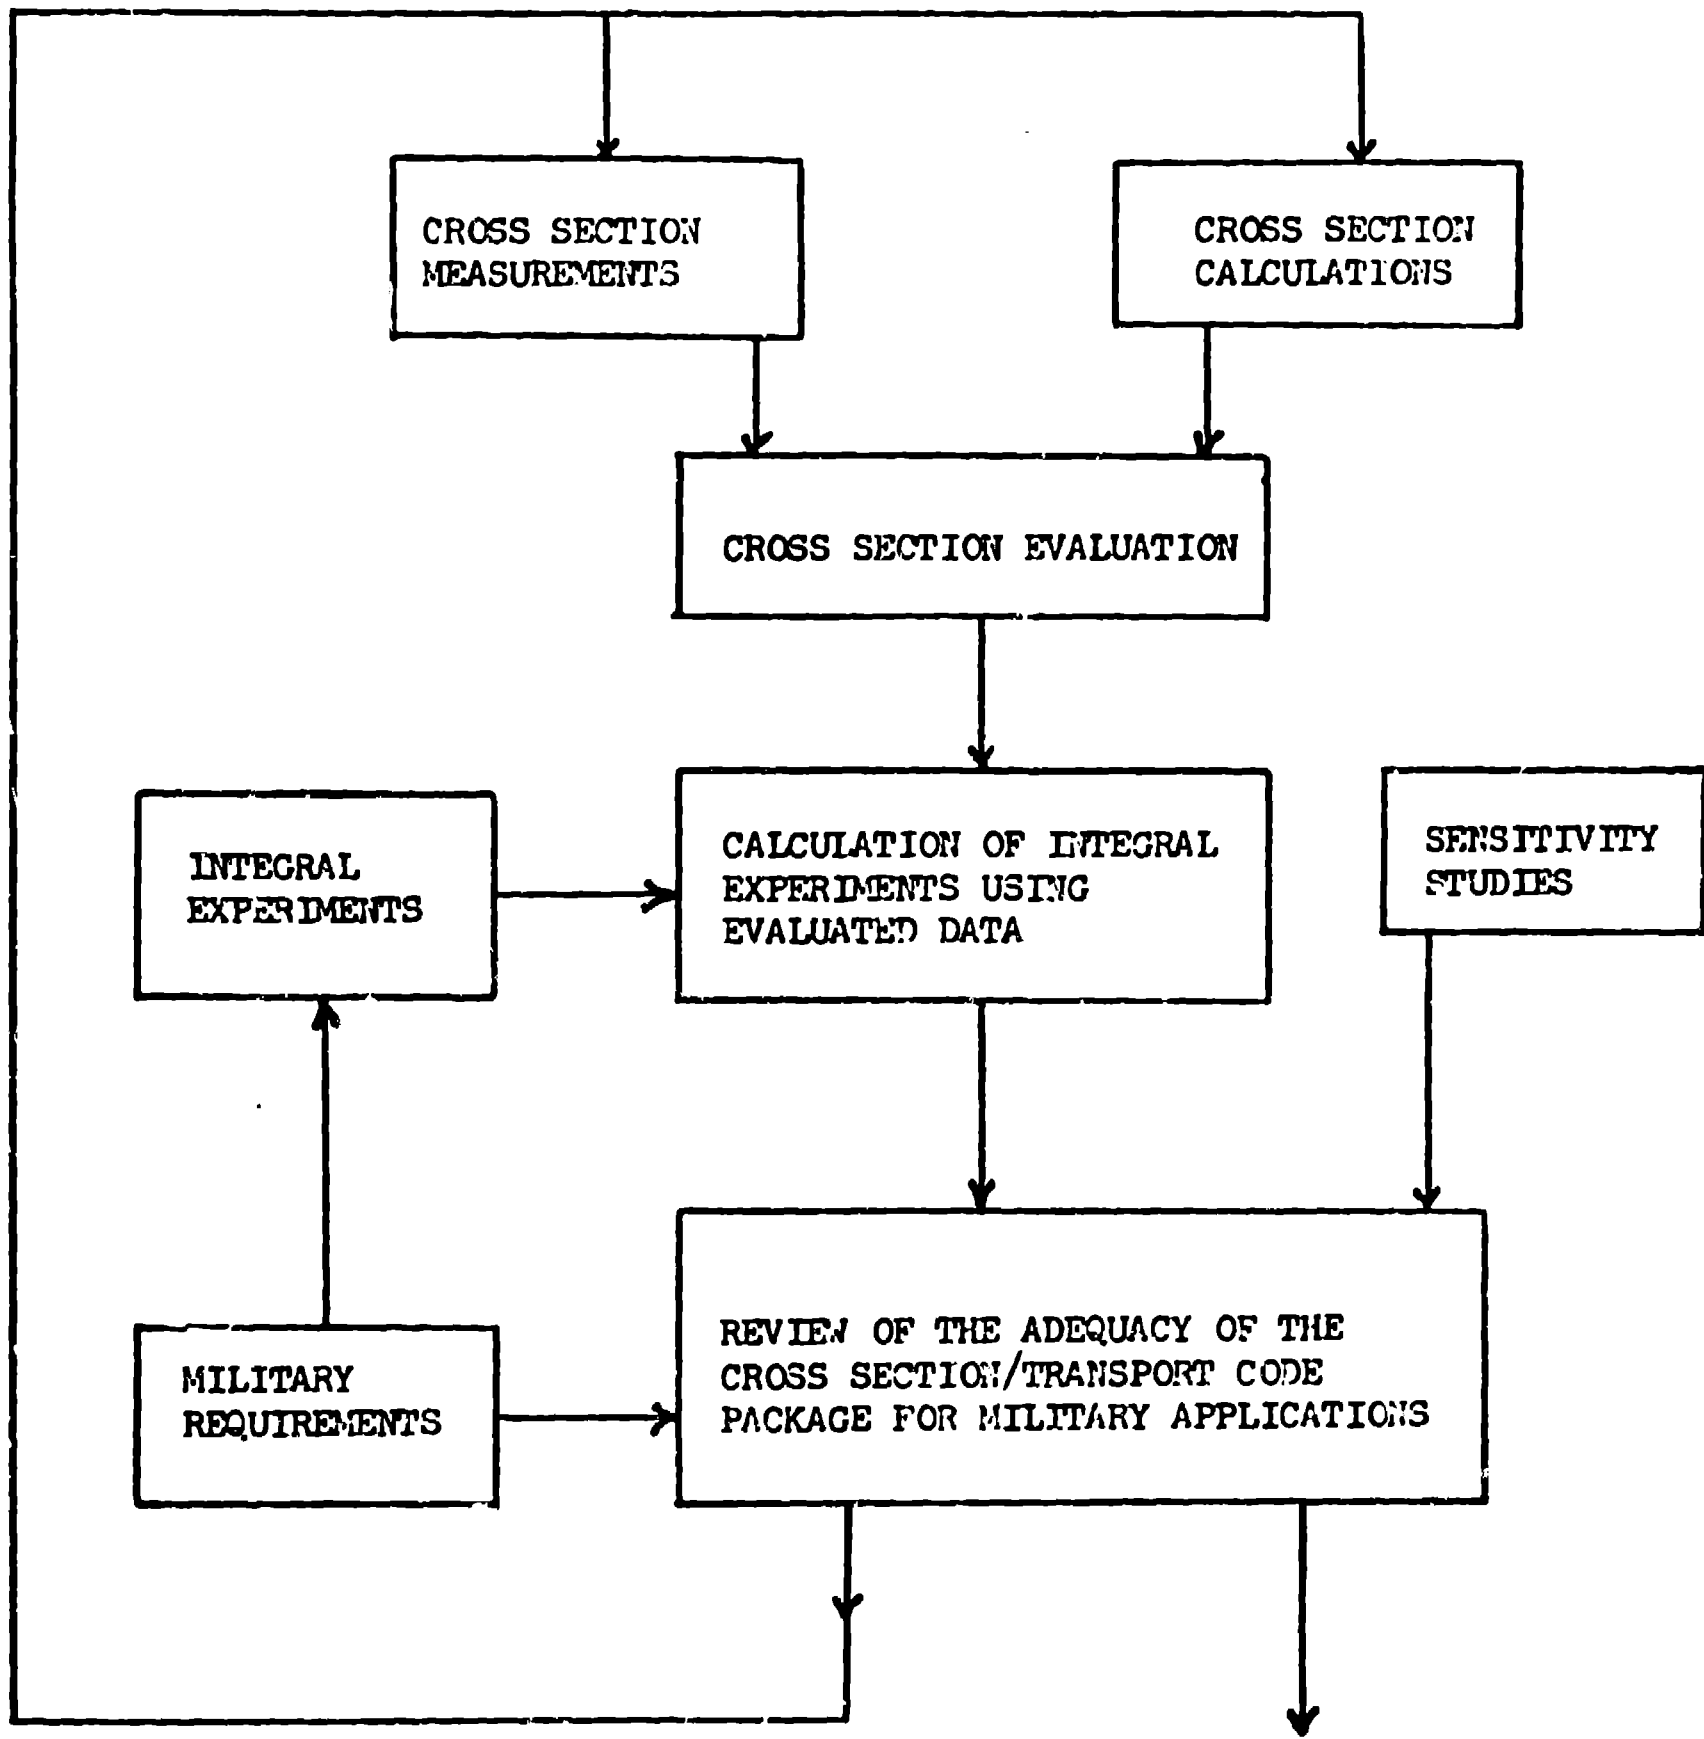 CROSS SECTION
MEASUREMENTS
CROSS SECTION
CALCULATIONS
CROSS SECTION EVALUATION
INTEGRAL
EXPERIMENTS
CALCULATION OF INTEGRAL
EXPERIMENTS USING
EVALUATED DATA
SENSITIVITY
STUDIES
MILITARY
REQUIREMENTS
REVIEW OF THE ADEQUACY OF THE
CROSS SECTION/TRANSPORT CODE
PACKAGE FOR MILITARY APPLICATIONS